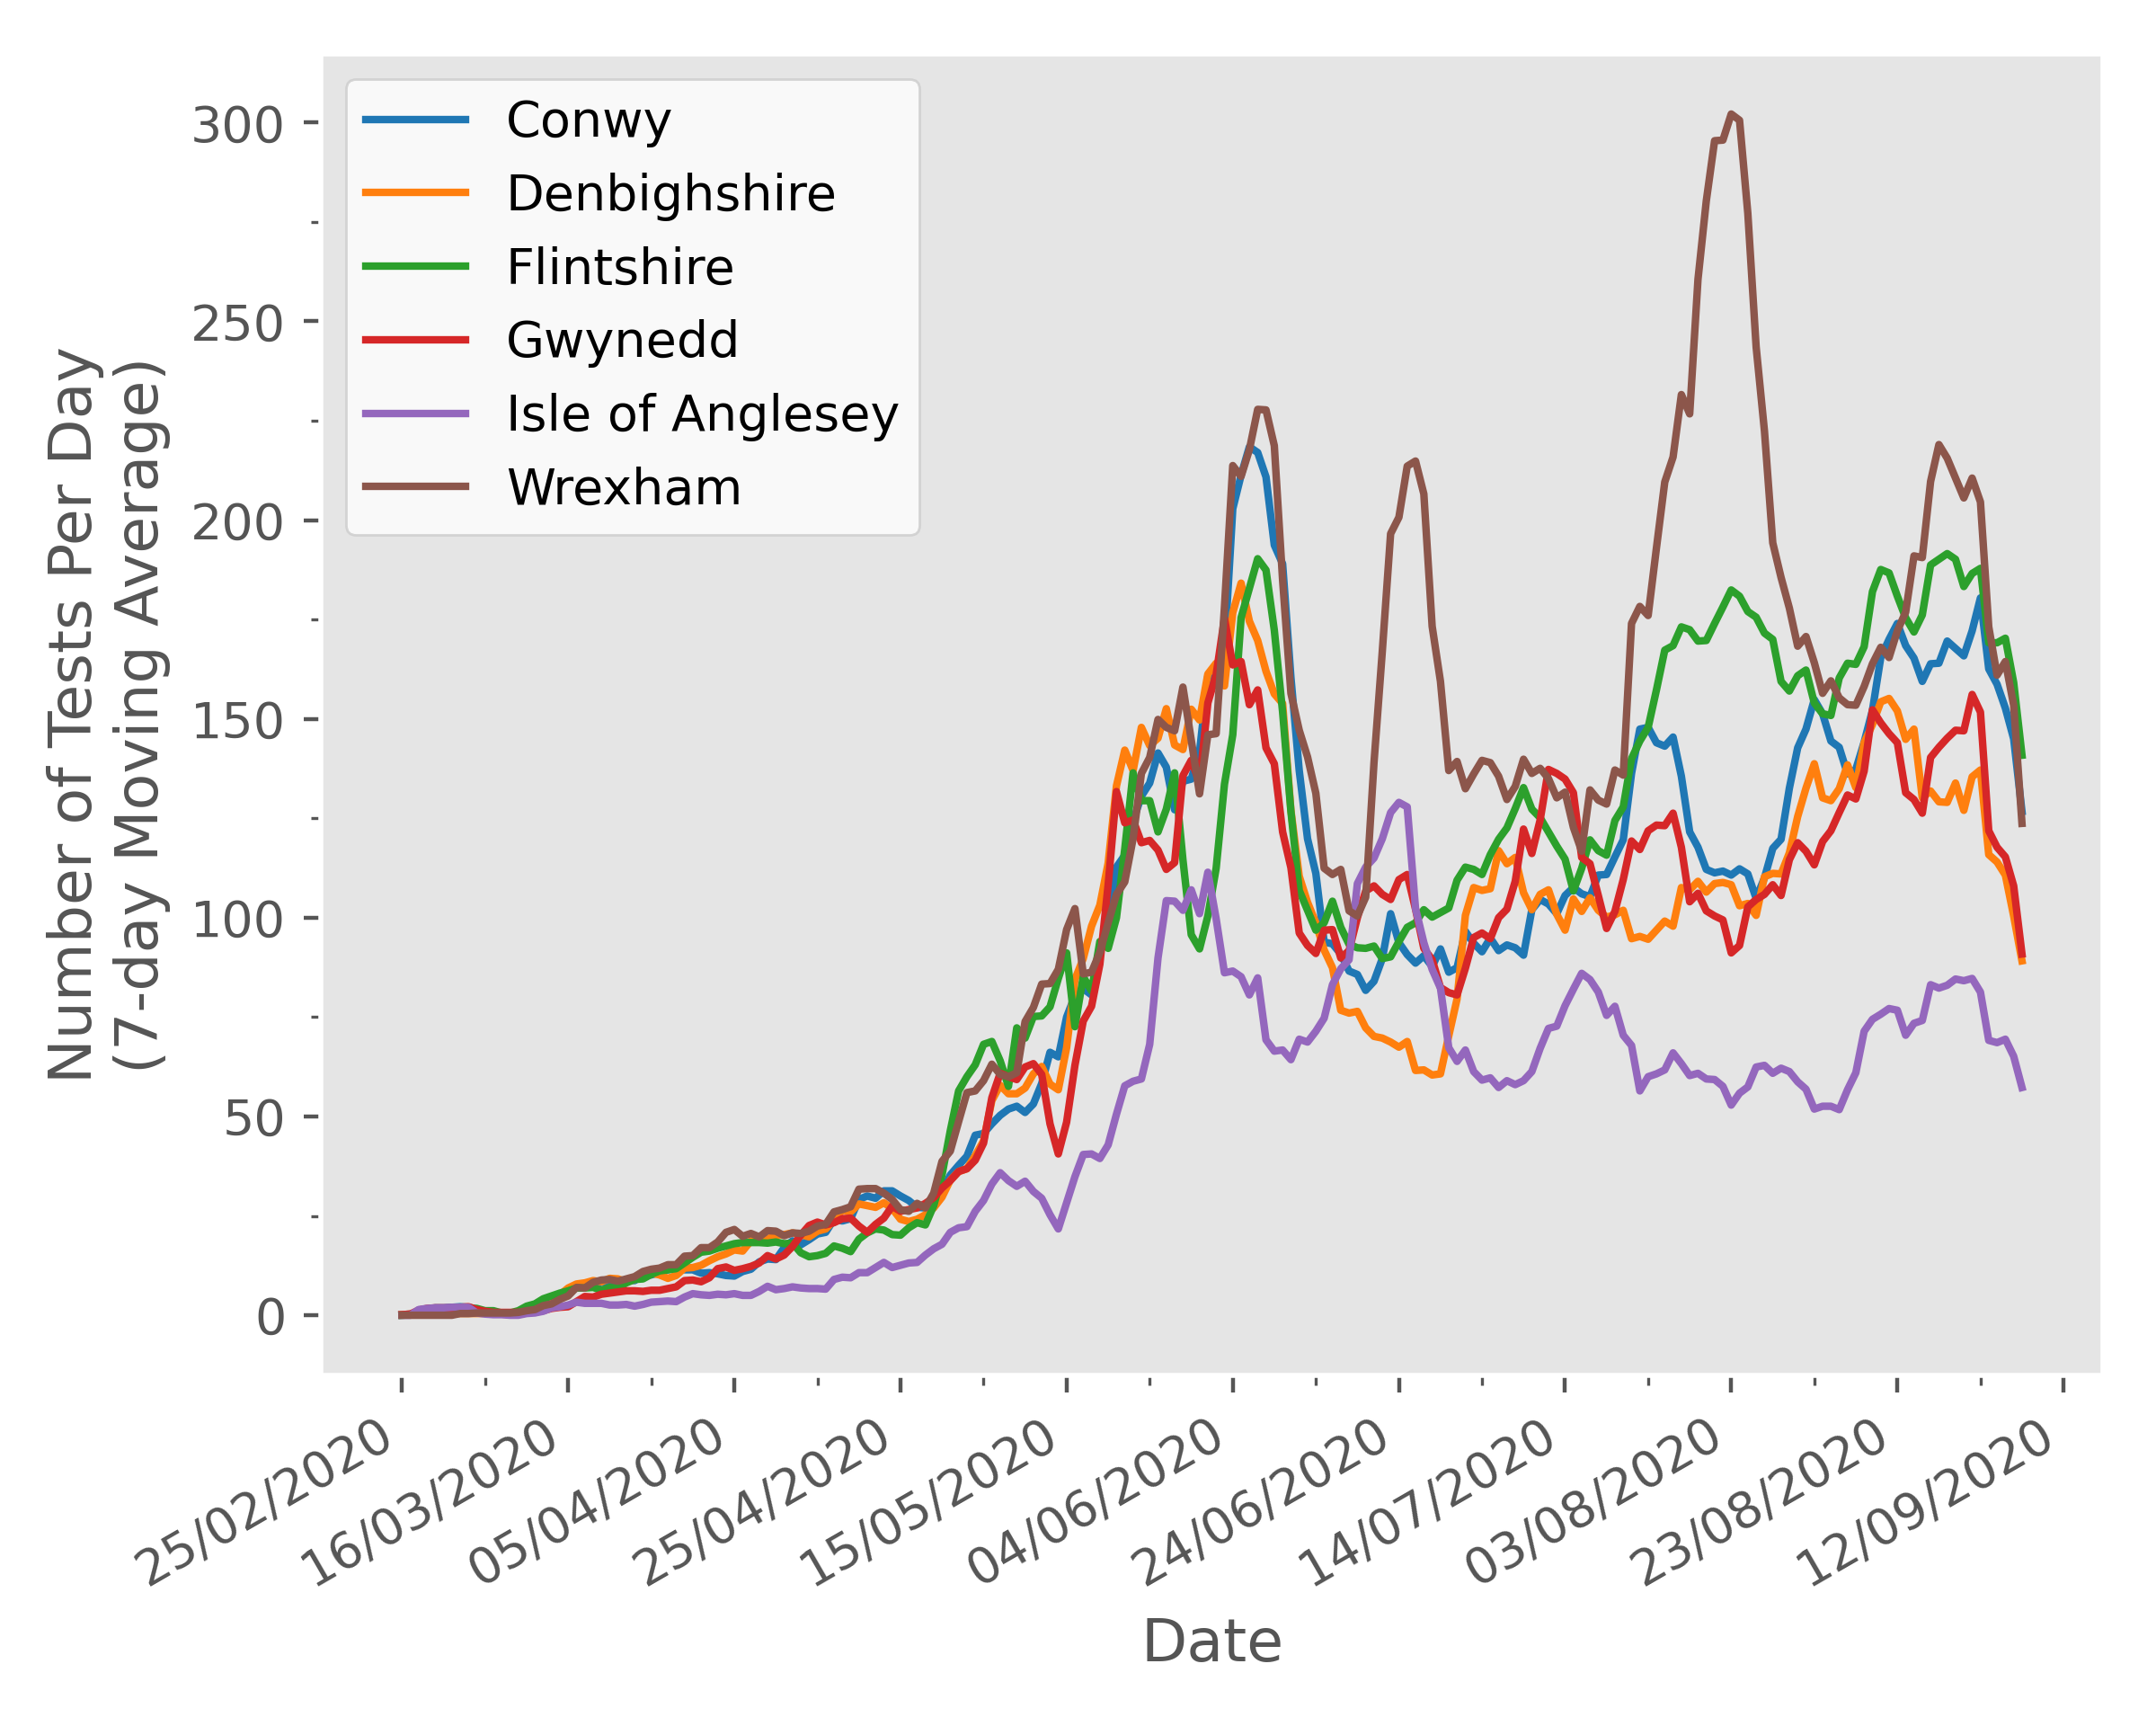 Conwy
Denbighshire
Flintshire
Gwynedd
Isle of Anglesey
Wrexham
Number of Tests Per Day
(7-day Moving Average)
300
250
200
150
100
50
0
25/02/2020
16/03/2020
05/04/2020
25/04/2020
15/05/2020
04/06/2020
24/06/2020
14/07/2020
03/08/2020
23/08/2020
12/09/2020
Date